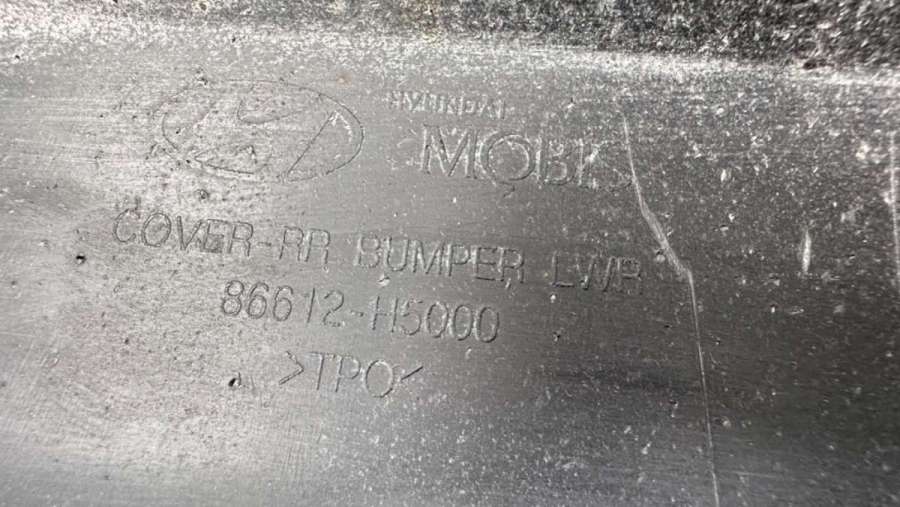 HYUNDAI
MOBIS
COVER-RR BUMPER LWR
86612-H5000
>TPO<